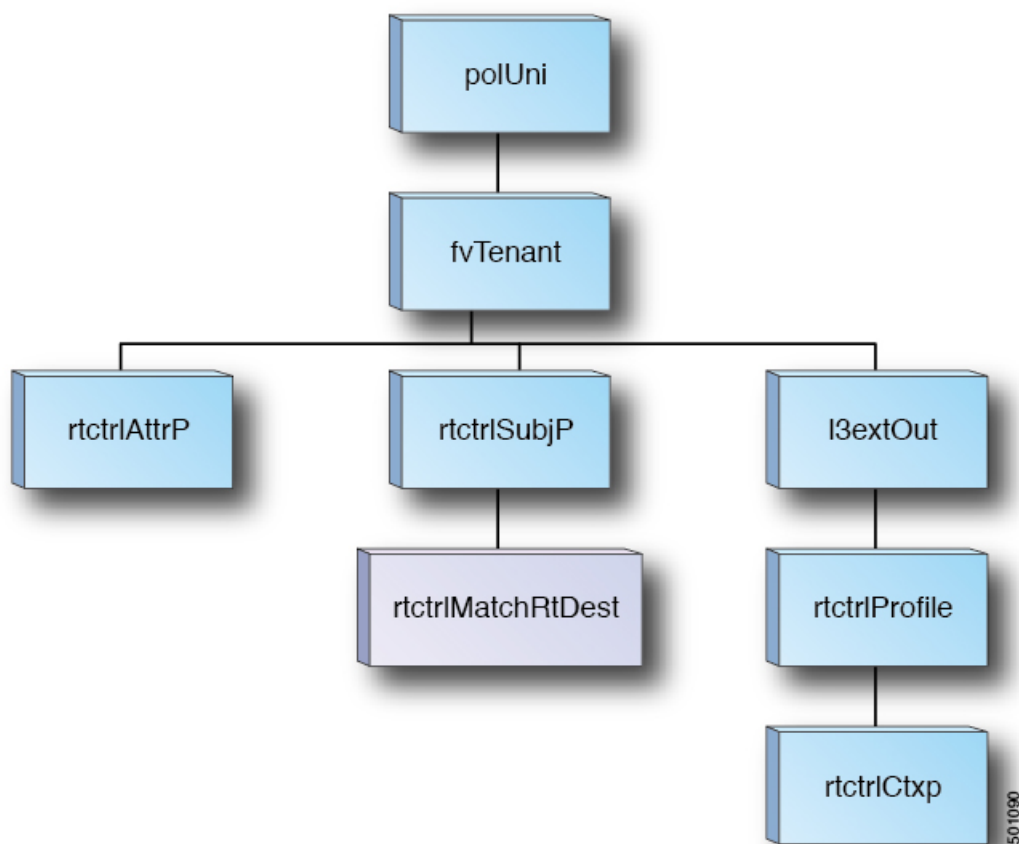 polUni
fvTenant
rtctrlAttrP
rtctrlSubjP
l3extOut
rtctrlMatchRtDest
rtctrlProfile
rtctrlCtxp
501090